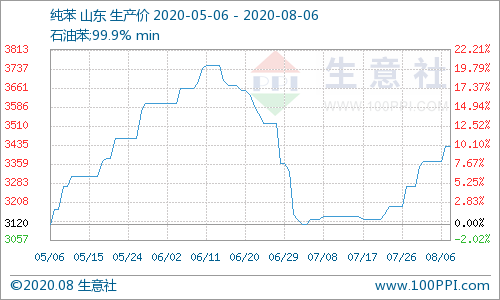 纯苯 山东 生产价 2020-05-06 - 2020-08-06
石油苯;99.9% min
3813 22.21%
3737 19.79%
3661 17.36%
3586 14.94%
3510 12.52%
3435 10.10%
3359 7.67%
3283 5.25%
3208 2.83%
3120 0.00%
3057 -2.02%
生意社
www.100PPI.com
05/06 05/15 05/24 06/02 06/11 06/20 06/29 07/08 07/17 07/26 08/06
©2020.08 生意社 www.100PPI.com